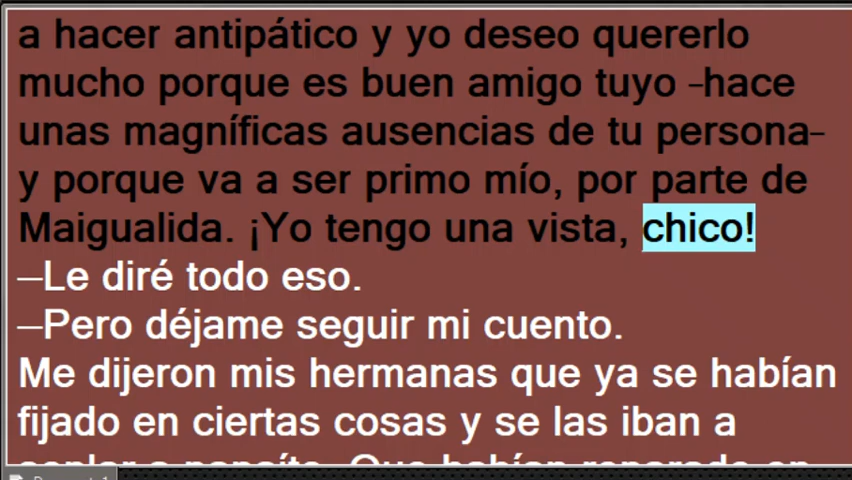 a hacer antipático y yo deseo quererlo
mucho porque es buen amigo tuyo –hace
unas magníficas ausencias de tu persona–
y porque va a ser primo mío, por parte de
Maigualida. ¡Yo tengo una vista, chico!
—Le diré todo eso.
—Pero déjame seguir mi cuento.
Me dijeron mis hermanas que ya se habían
fijado en ciertas cosas y se las iban a